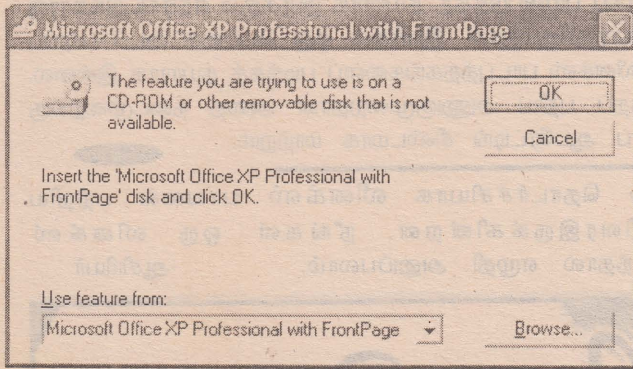 Microsoft Office XP Professional with FrontPage
The feature you are trying to use is on a
CD-ROM or other removable disk that is not
available.
OK
Cancel
Insert the 'Microsoft Office XP Professional with
FrontPage' disk and click OK.
Use feature from:
Microsoft Office XP Professional with FrontPage
Browse...